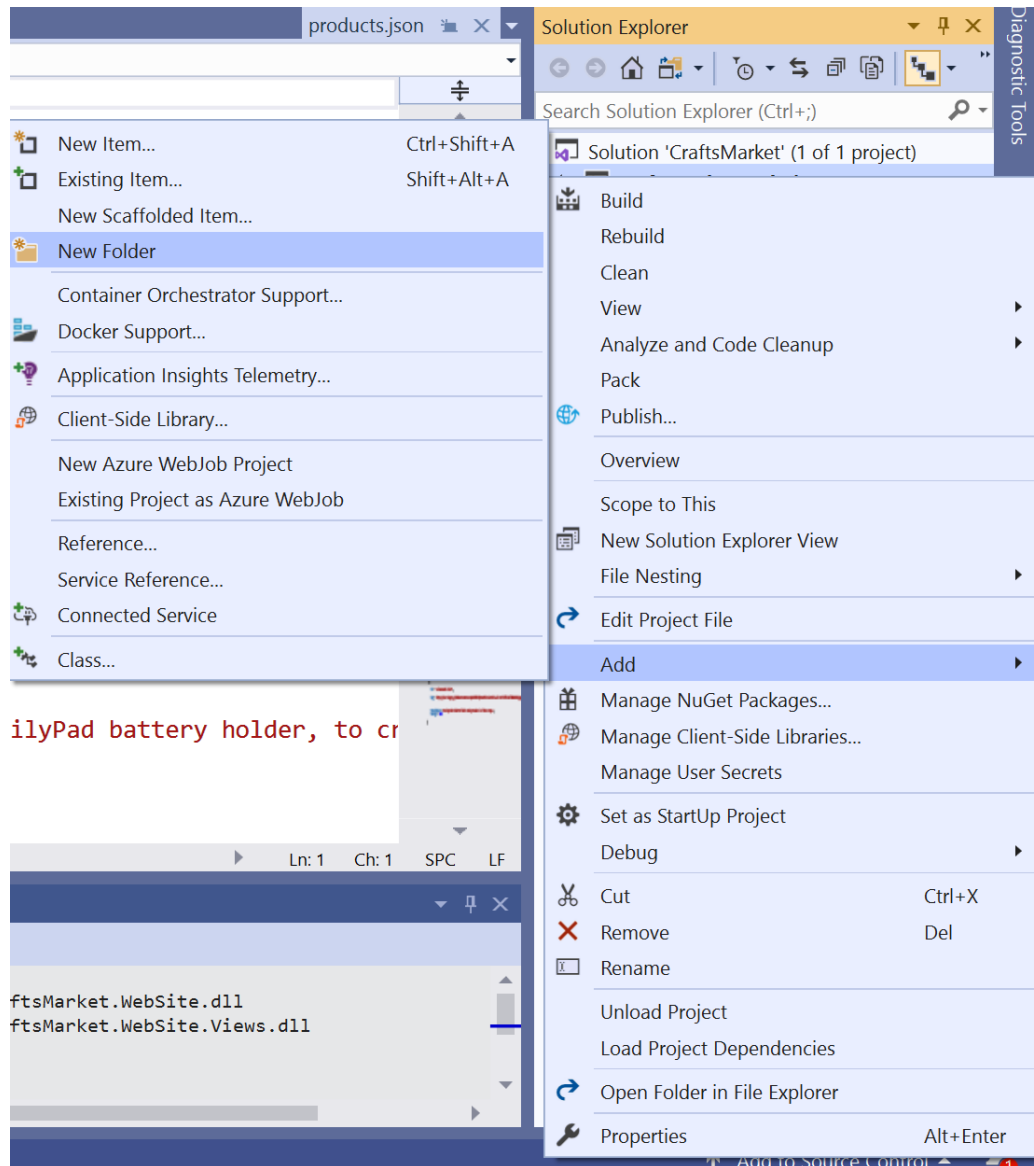 products.json
Solution Explorer
Diagnostic Tools
Search Solution Explorer (Ctrl+;)
Solution 'CraftsMarket' (1 of 1 project)
New Item... Ctrl+Shift+A
Existing Item... Shift+Alt+A
New Scaffolded Item...
New Folder
Container Orchestrator Support...
Docker Support...
Application Insights Telemetry...
Client-Side Library...
New Azure WebJob Project
Existing Project as Azure WebJob
Reference...
Service Reference...
Connected Service
Class...
Build
Rebuild
Clean
View
Analyze and Code Cleanup
Pack
Publish...
Overview
Scope to This
New Solution Explorer View
File Nesting
Edit Project File
Add
Manage NuGet Packages...
Manage Client-Side Libraries...
Manage User Secrets
Set as StartUp Project
Debug
Cut Ctrl+X
Remove Del
Rename
Unload Project
Load Project Dependencies
Open Folder in File Explorer
Properties Alt+Enter
ilyPad battery holder, to cr
Ln: 1 Ch: 1 SPC LF
ftsMarket.WebSite.dll
ftsMarket.WebSite.Views.dll
Add to Source Control
1